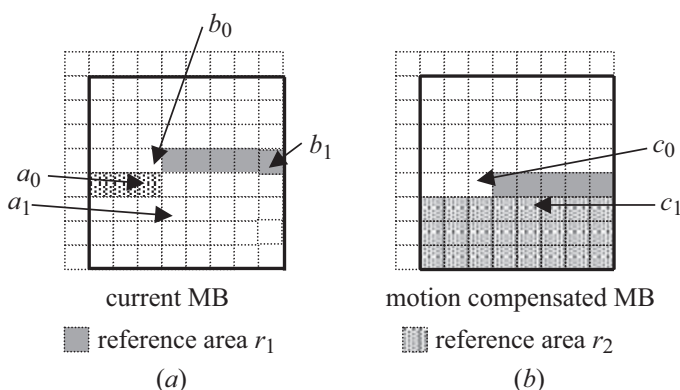 b₀
b₁
a₀
a₁
c₀
c₁
current MB
motion compensated MB
reference area r₁
reference area r₂
(a)
(b)